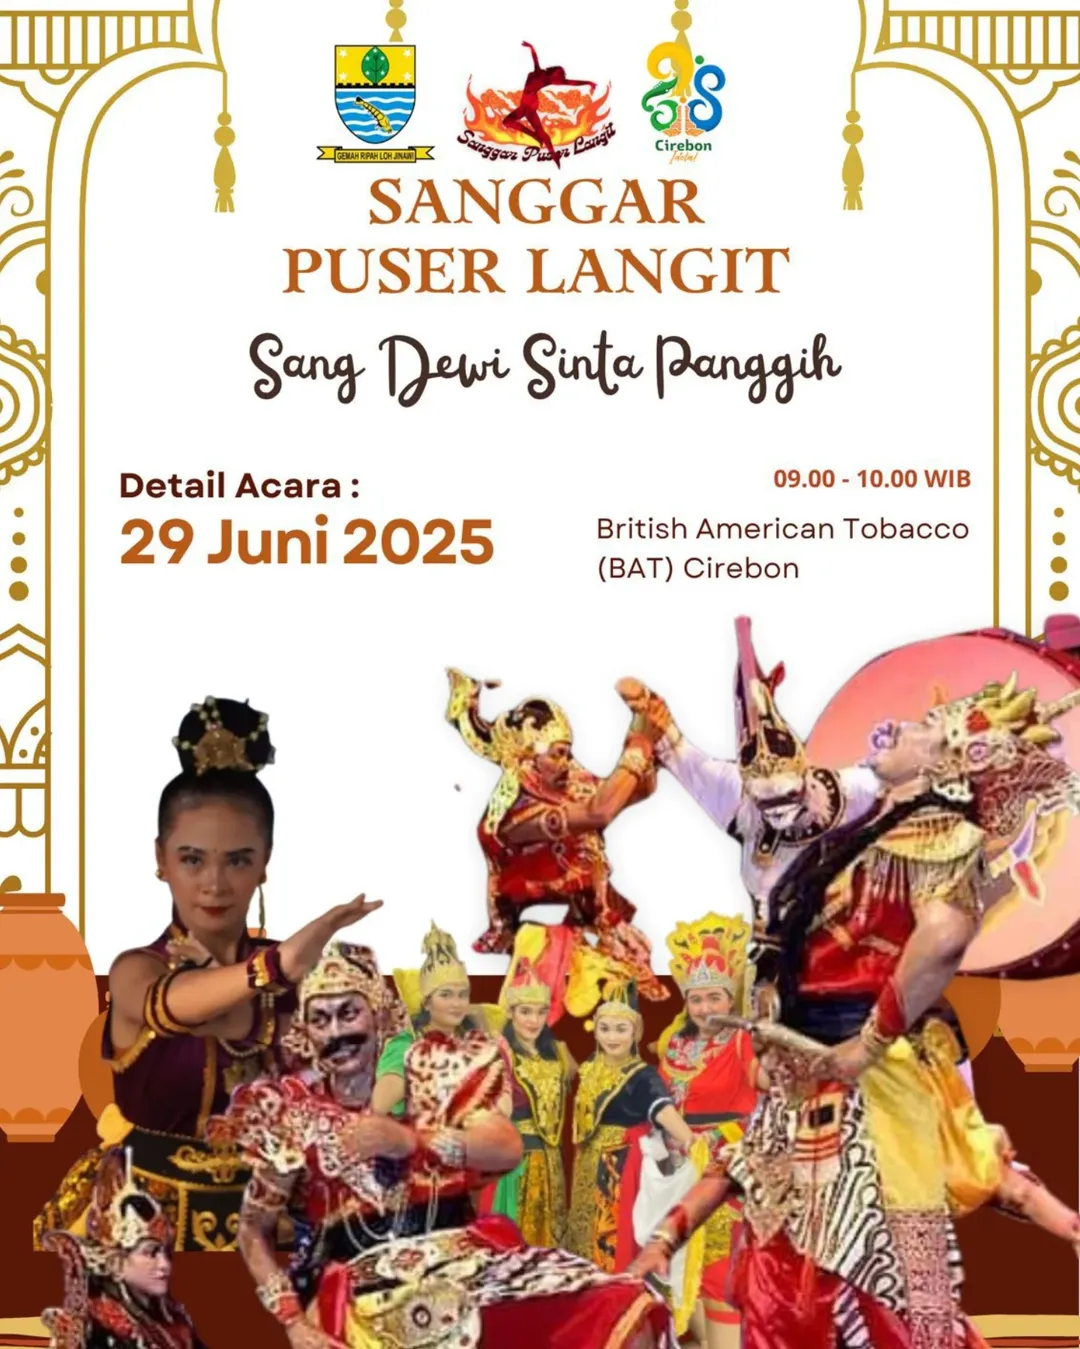 GEMAH RIPAH LOH JINAWI
Sanggar Puser Langit
Cirebon
SANGGAR
PUSER LANGIT
Sang Dewi Sinta Panggih
Detail Acara :
29 Juni 2025
09.00 - 10.00 WIB
British American Tobacco
(BAT) Cirebon